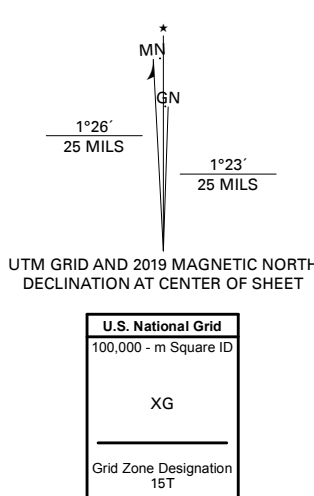 ★
MN
GN
1°26´
25 MILS
1°23´
25 MILS
UTM GRID AND 2019 MAGNETIC NORTH
DECLINATION AT CENTER OF SHEET
U.S. National Grid
100,000 - m Square ID
XG
Grid Zone Designation
15T